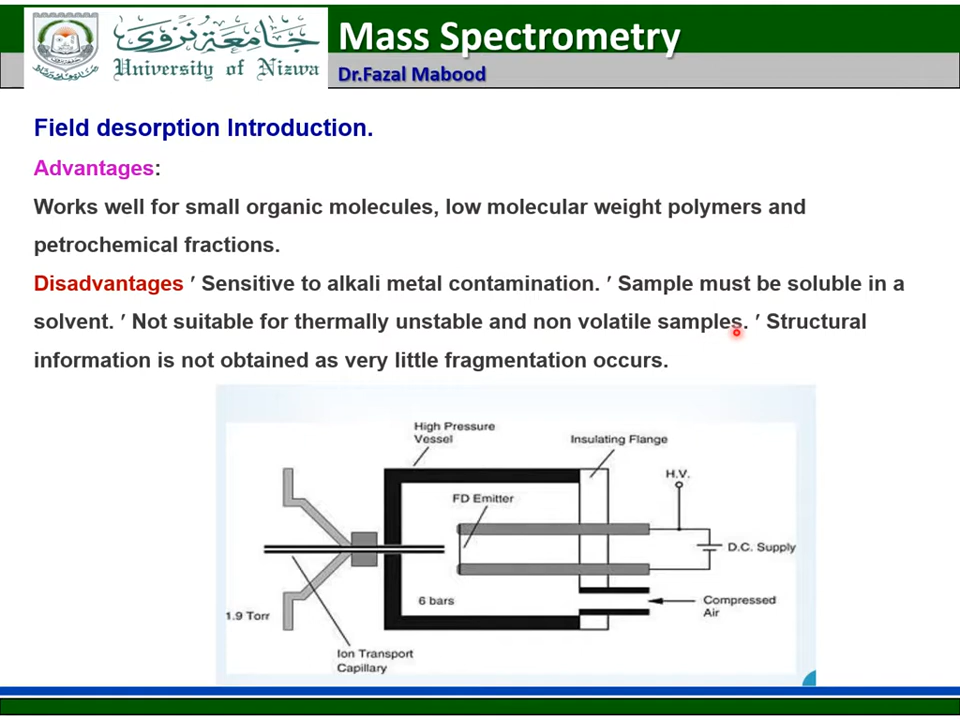 جامعة نزوى
University of Nizwa
Mass Spectrometry
Dr.Fazal Mabood
Field desorption Introduction.
Advantages:
Works well for small organic molecules, low molecular weight polymers and
petrochemical fractions.
Disadvantages ′ Sensitive to alkali metal contamination. ′ Sample must be soluble in a
solvent. ′ Not suitable for thermally unstable and non volatile samples. ′ Structural
information is not obtained as very little fragmentation occurs.
High Pressure
Vessel
Insulating Flange
H.V.
FD Emitter
D.C. Supply
6 bars
Compressed
Air
1.9 Torr
Ion Transport
Capillary